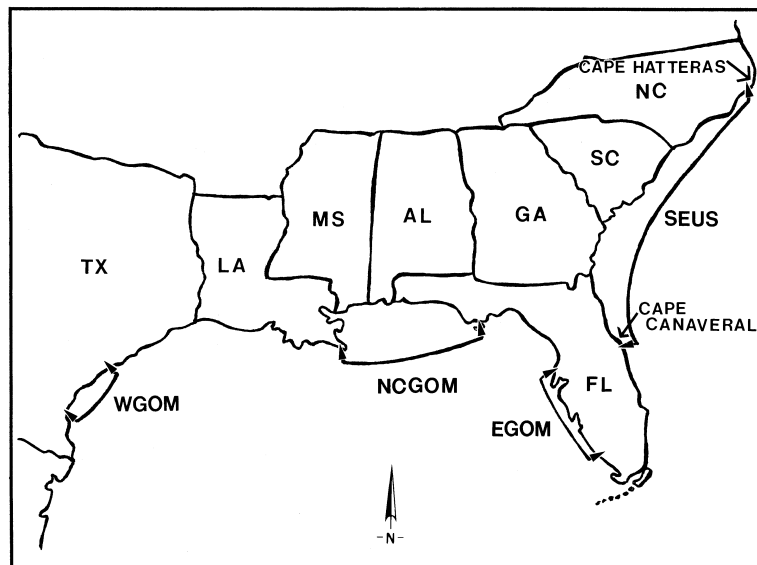 CAPE HATTERAS
NC
SC
MS
AL
GA
SEUS
TX
LA
CAPE
CANAVERAL
NCGOM
FL
WGOM
EGOM
-N-